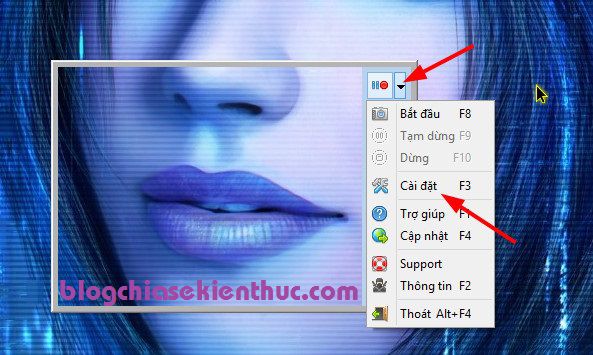 Bắt đầu F8
Tạm dừng F9
Dừng F10
Cài đặt F3
Trợ giúp F1
Cập nhật F4
Support
Thông tin F2
Thoát Alt+F4
blogchiasekienthuc.com